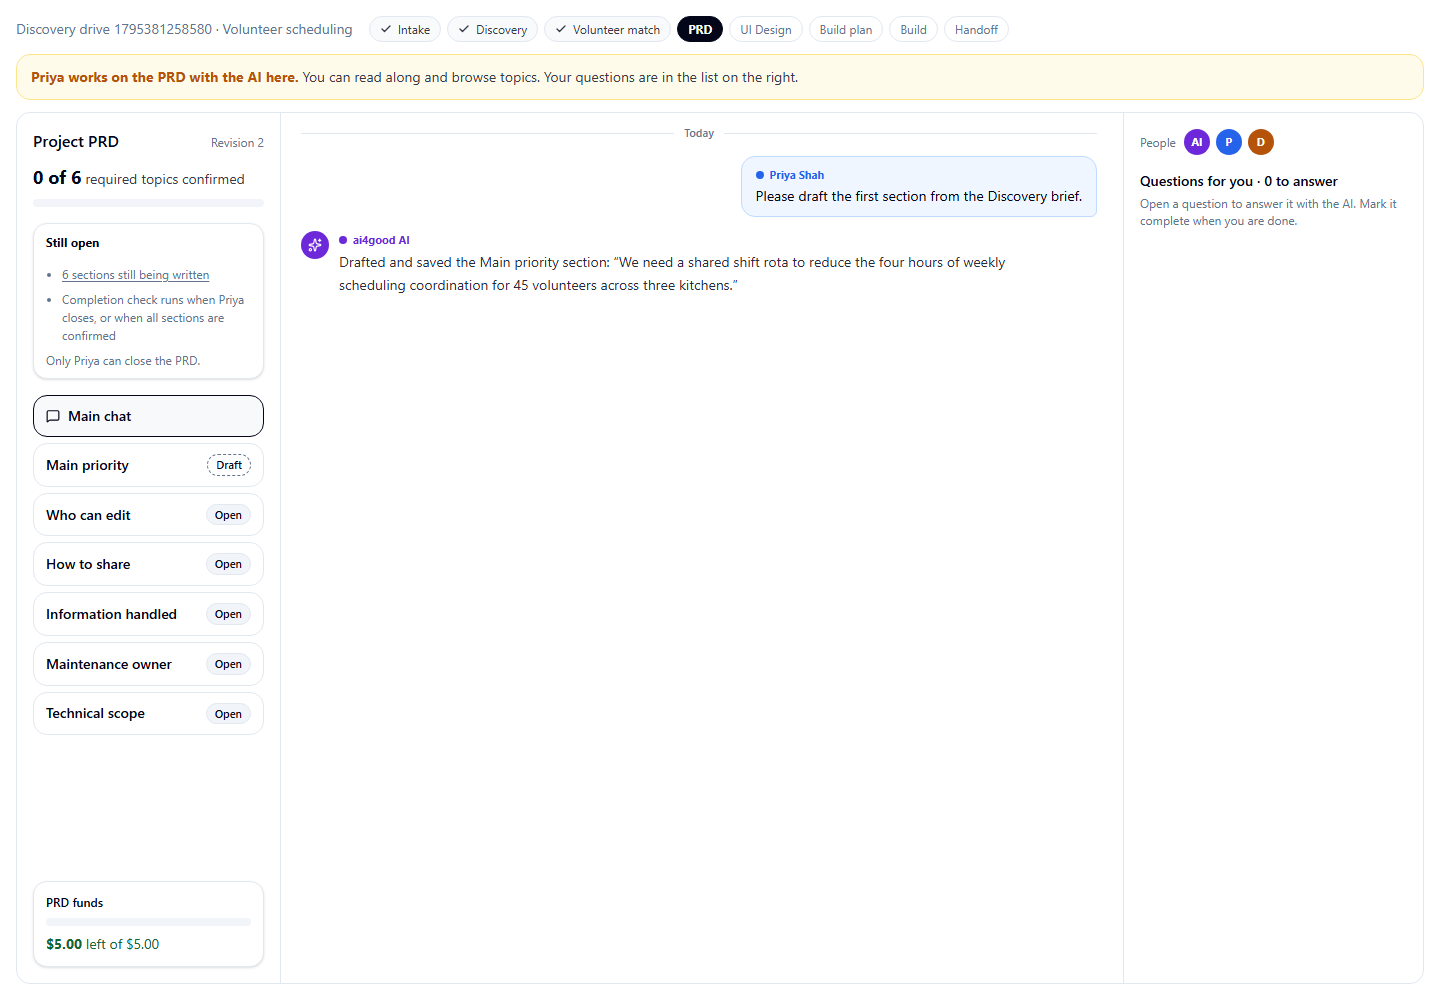 Discovery drive 1795381258580 · Volunteer scheduling
Intake
Discovery
Volunteer match
PRD
UI Design
Build plan
Build
Handoff
Priya works on the PRD with the AI here. You can read along and browse topics. Your questions are in the list on the right.
Project PRD
Revision 2
0 of 6 required topics confirmed
Still open
• 6 sections still being written
• Completion check runs when Priya
closes, or when all sections are
confirmed
Only Priya can close the PRD.
Main chat
Main priority
Draft
Who can edit
Open
How to share
Open
Information handled
Open
Maintenance owner
Open
Technical scope
Open
PRD funds
$5.00 left of $5.00
Today
Priya Shah
Please draft the first section from the Discovery brief.
ai4good AI
Drafted and saved the Main priority section: “We need a shared shift rota to reduce the four hours of weekly
scheduling coordination for 45 volunteers across three kitchens.”
People
AI
P
D
Questions for you · 0 to answer
Open a question to answer it with the AI. Mark it
complete when you are done.